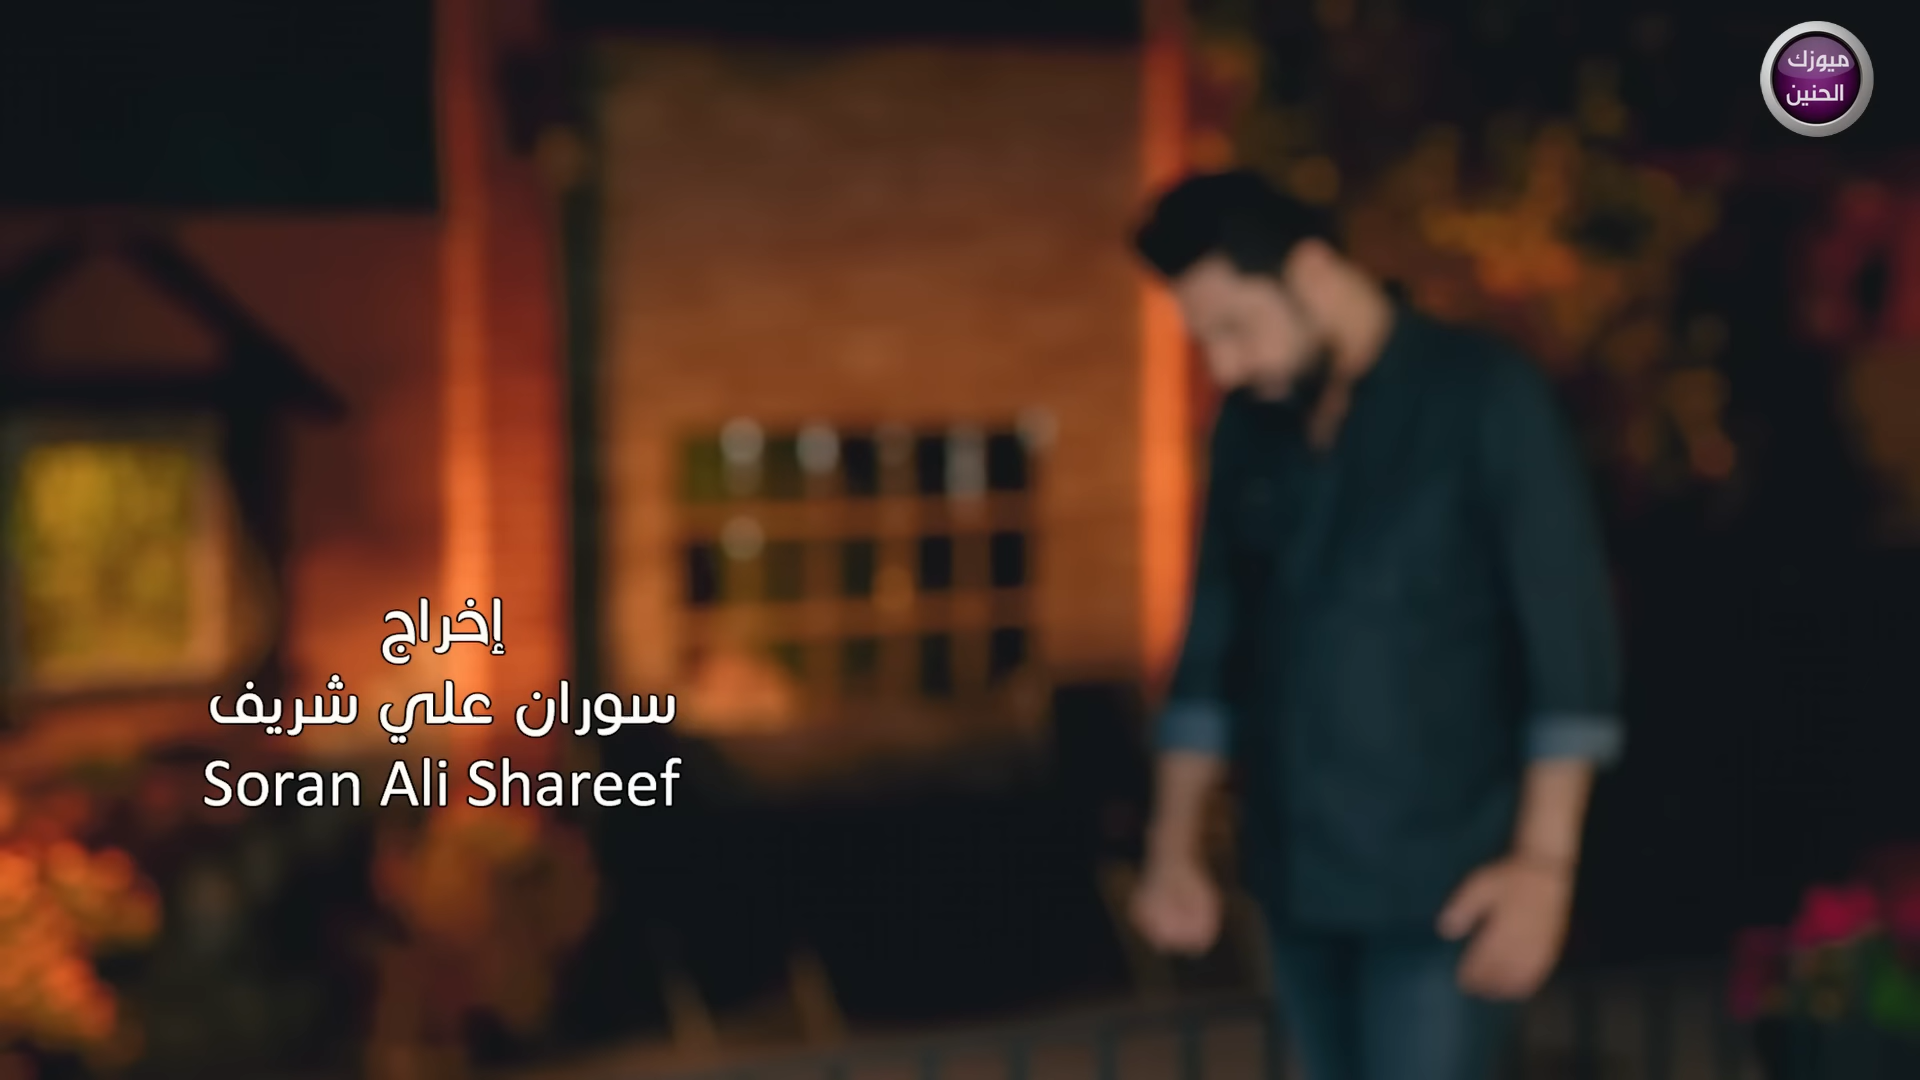 ميوزك
الحنين
إخراج
سوران علي شريف
Soran Ali Shareef